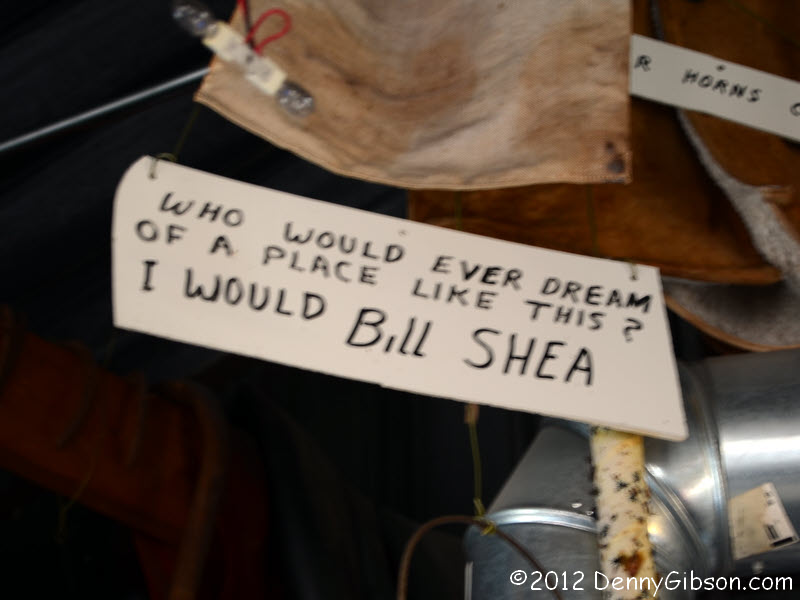 R HORNS
WHO WOULD EVER DREAM
OF A PLACE LIKE THIS?
I WOULD Bill SHEA
©2012 DennyGibson.com